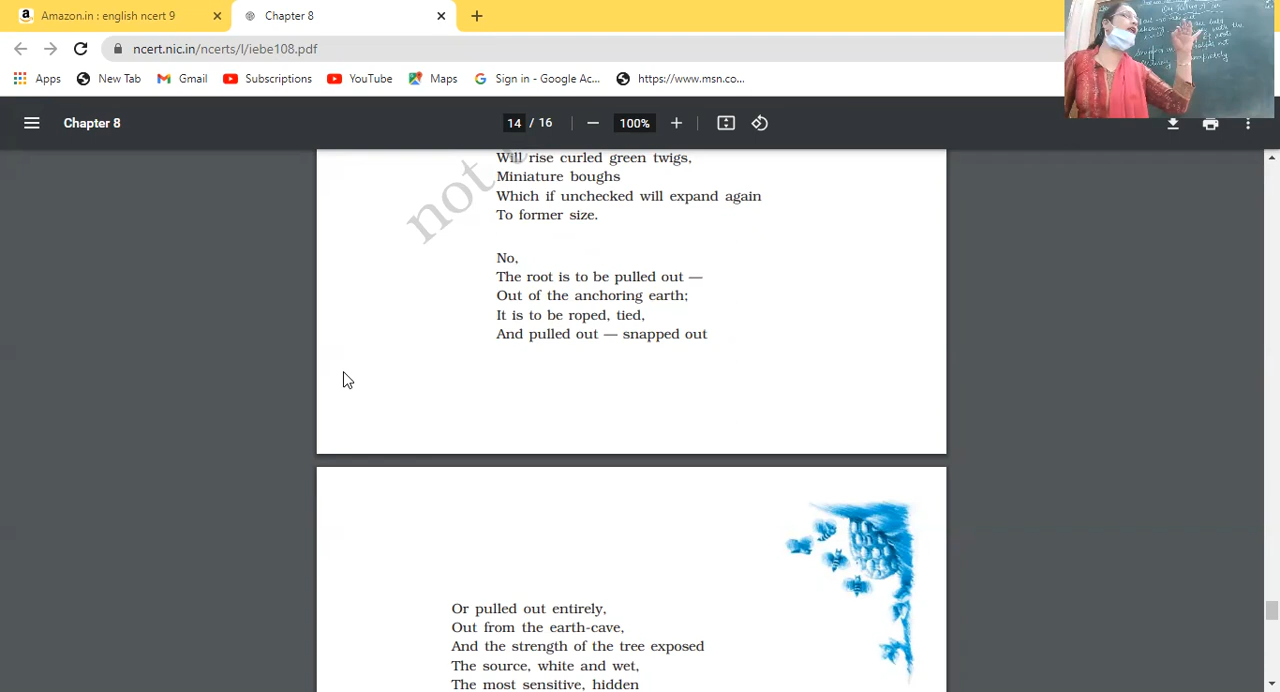 Amazon.in : english ncert 9
Chapter 8
ncert.nic.in/ncerts/l/iebe108.pdf
Apps
New Tab
Gmail
Subscriptions
YouTube
Maps
Sign in - Google Ac...
https://www.msn.co...
Chapter 8
14 / 16
100%
not
Will rise curled green twigs,
Miniature boughs
Which if unchecked will expand again
To former size.
No,
The root is to be pulled out —
Out of the anchoring earth;
It is to be roped, tied,
And pulled out — snapped out
Or pulled out entirely,
Out from the earth-cave,
And the strength of the tree exposed
The source, white and wet,
The most sensitive, hidden